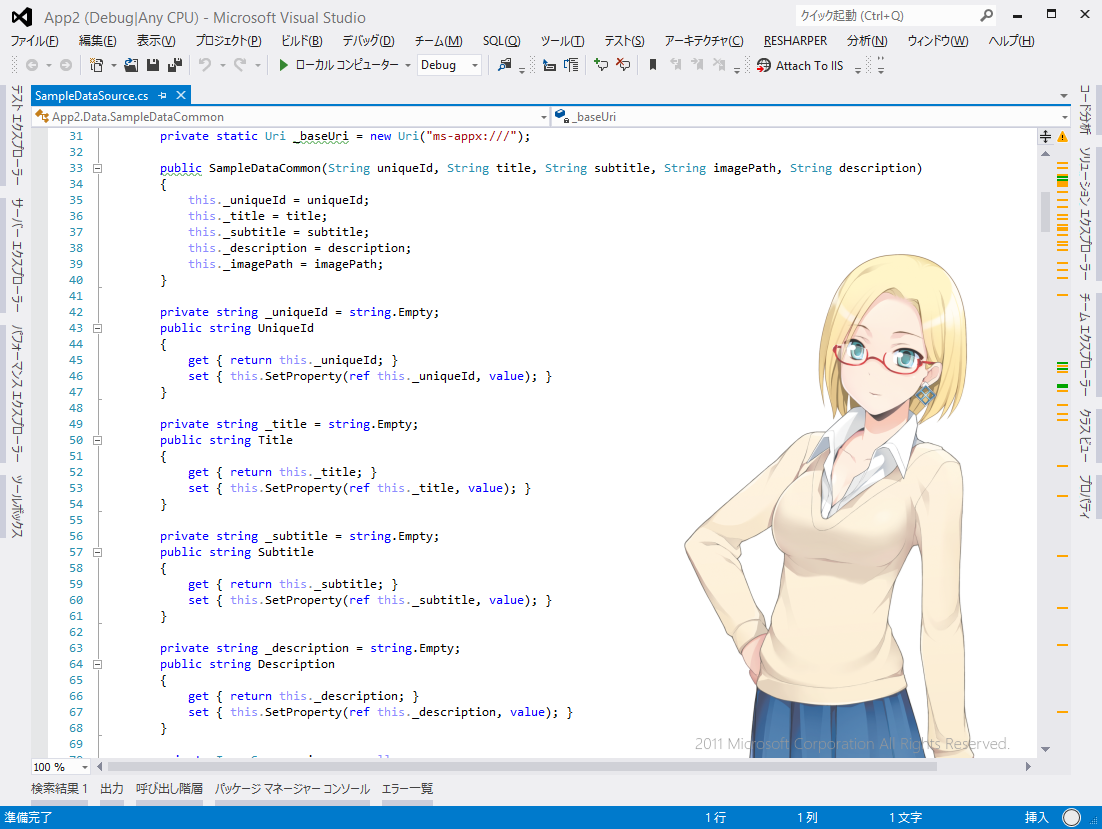 App2 (Debug|Any CPU) - Microsoft Visual Studio
クイック起動 (Ctrl+Q)
ファイル(F) 編集(E) 表示(V) プロジェクト(P) ビルド(B) デバッグ(D) チーム(M) SQL(Q) ツール(T) テスト(S) アーキテクチャ(C) RESHARPER 分析(N) ウィンドウ(W) ヘルプ(H)
ローカル コンピューター Debug Attach To IIS
テスト エクスプローラー
サーバー エクスプローラー
パフォーマンス エクスプローラー
ツールボックス
SampleDataSource.cs
App2.Data.SampleDataCommon _baseUri
31 private static Uri _baseUri = new Uri("ms-appx:///");
32
33 public SampleDataCommon(String uniqueId, String title, String subtitle, String imagePath, String description)
34 {
35 this._uniqueId = uniqueId;
36 this._title = title;
37 this._subtitle = subtitle;
38 this._description = description;
39 this._imagePath = imagePath;
40 }
41
42 private string _uniqueId = string.Empty;
43 public string UniqueId
44 {
45 get { return this._uniqueId; }
46 set { this.SetProperty(ref this._uniqueId, value); }
47 }
48
49 private string _title = string.Empty;
50 public string Title
51 {
52 get { return this._title; }
53 set { this.SetProperty(ref this._title, value); }
54 }
55
56 private string _subtitle = string.Empty;
57 public string Subtitle
58 {
59 get { return this._subtitle; }
60 set { this.SetProperty(ref this._subtitle, value); }
61 }
62
63 private string _description = string.Empty;
64 public string Description
65 {
66 get { return this._description; }
67 set { this.SetProperty(ref this._description, value); }
68 }
69
2011 Microsoft Corporation All Rights Reserved.
コード分析
ソリューション エクスプローラー
チーム エクスプローラー
クラス ビュー
プロパティ
100 %
検索結果 1 出力 呼び出し階層 パッケージ マネージャー コンソール エラー一覧
準備完了 1 行 1 列 1 文字 挿入